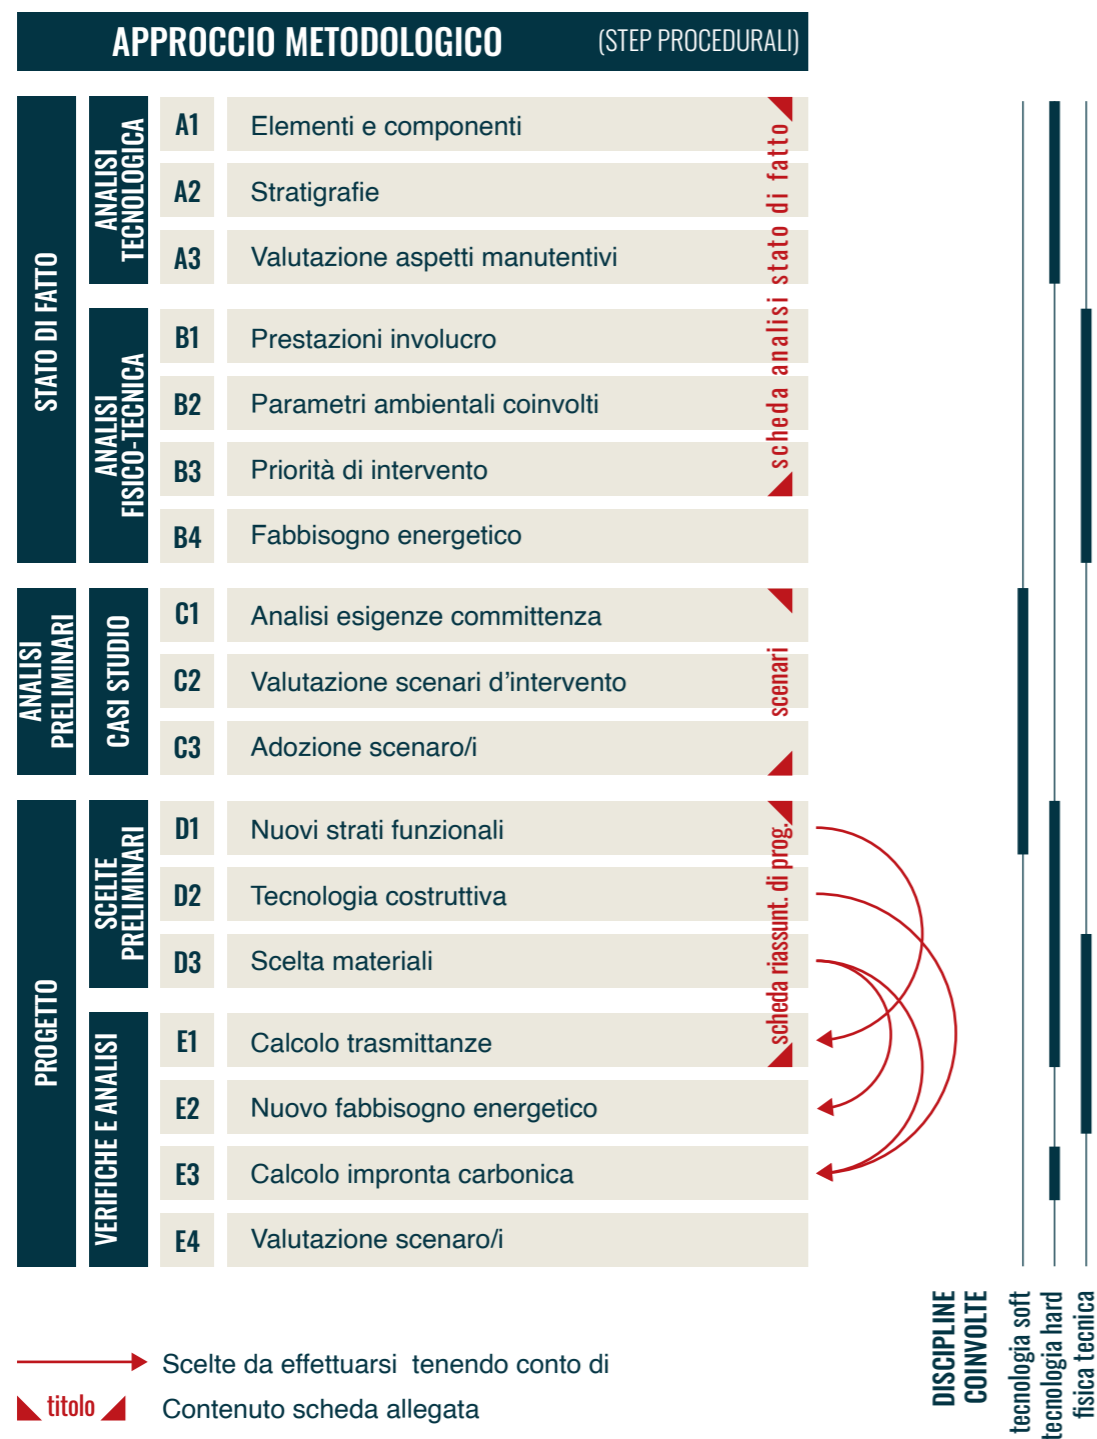 APPROCCIO METODOLOGICO (STEP PROCEDURALI)
STATO DI FATTO
ANALISI
TECNOLOGICA
A1 Elementi e componenti
A2 Stratigrafie
A3 Valutazione aspetti manutentivi
ANALISI
FISICO-TECNICA
B1 Prestazioni involucro
B2 Parametri ambientali coinvolti
B3 Priorità di intervento
B4 Fabbisogno energetico
scheda analisi stato di fatto
ANALISI
PRELIMINARI
CASI STUDIO
C1 Analisi esigenze committenza
C2 Valutazione scenari d'intervento
C3 Adozione scenaro/i
scenari
PROGETTO
SCELTE
PRELIMINARI
D1 Nuovi strati funzionali
D2 Tecnologia costruttiva
D3 Scelta materiali
VERIFICHE E ANALISI
E1 Calcolo trasmittanze
E2 Nuovo fabbisogno energetico
E3 Calcolo impronta carbonica
E4 Valutazione scenaro/i
scheda riassunt. di prog.
DISCIPLINE
COINVOLTE
tecnologia soft
tecnologia hard
fisica tecnica
Scelte da effettuarsi tenendo conto di
titolo Contenuto scheda allegata